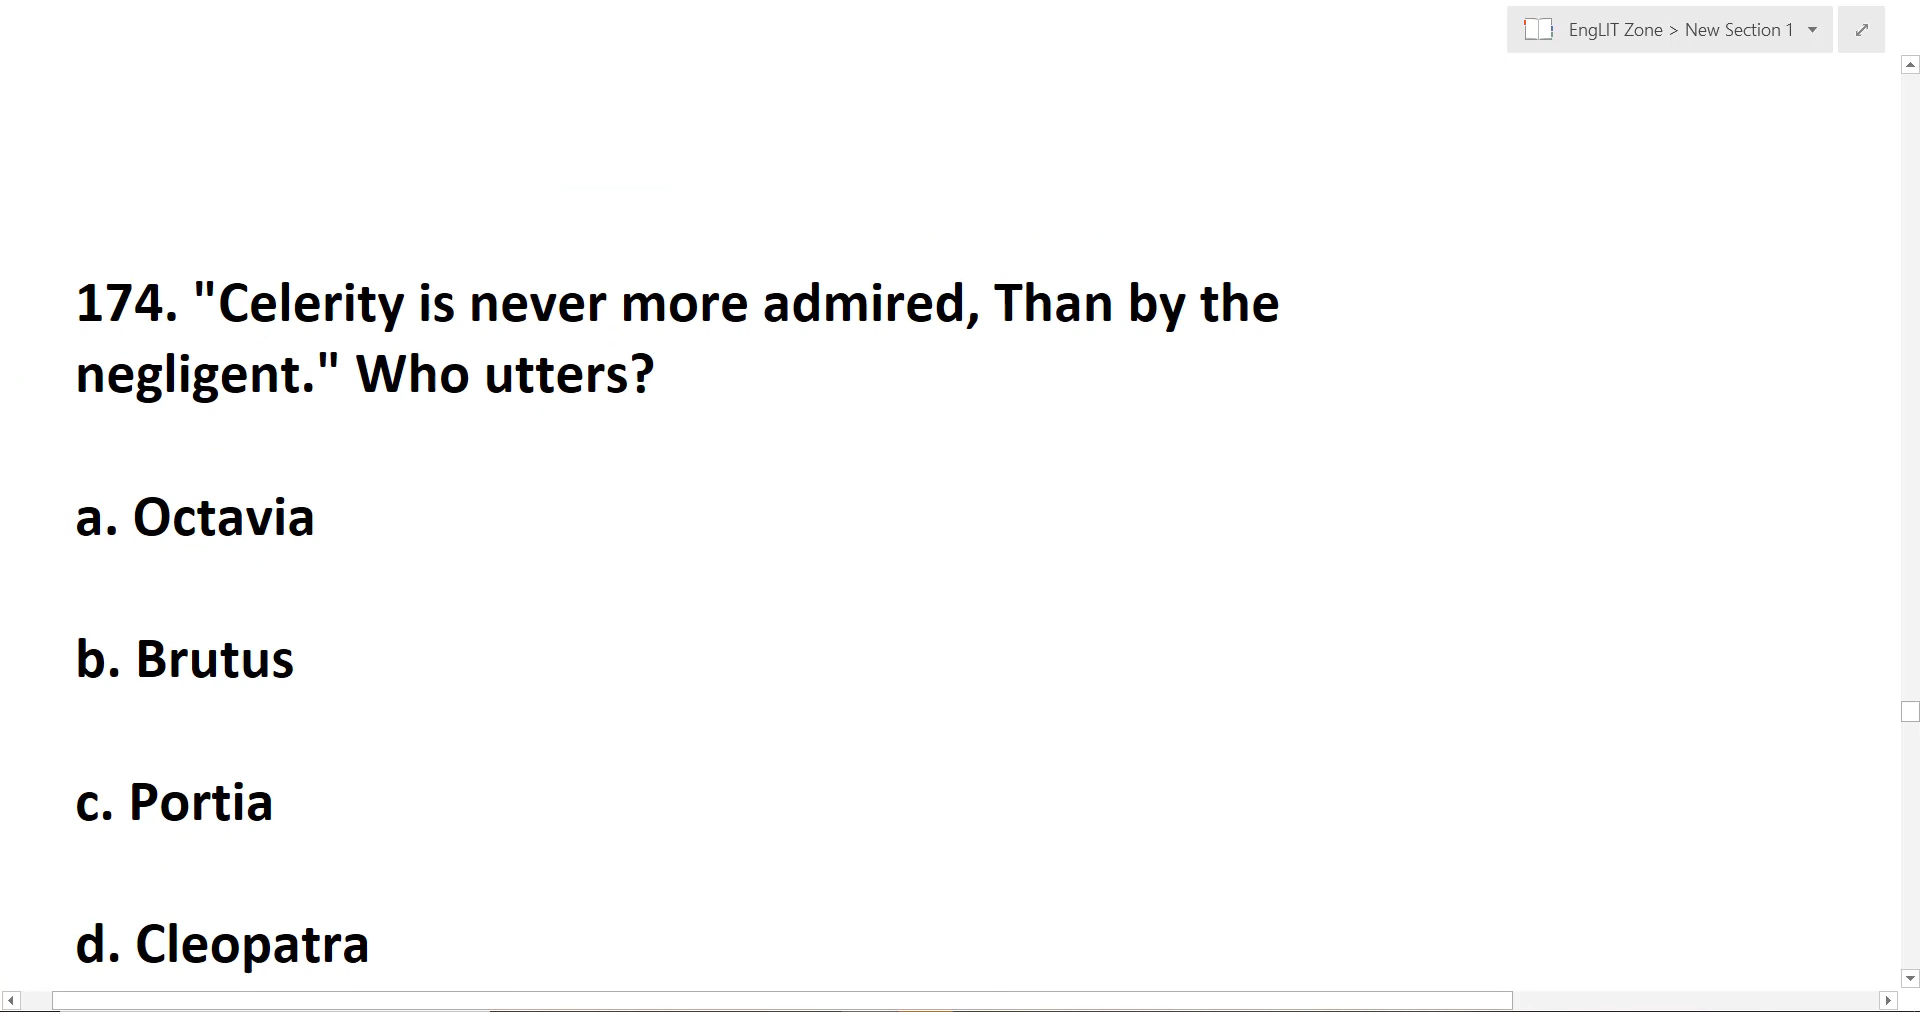 EngLIT Zone > New Section 1
174. "Celerity is never more admired, Than by the
negligent." Who utters?
a. Octavia
b. Brutus
c. Portia
d. Cleopatra